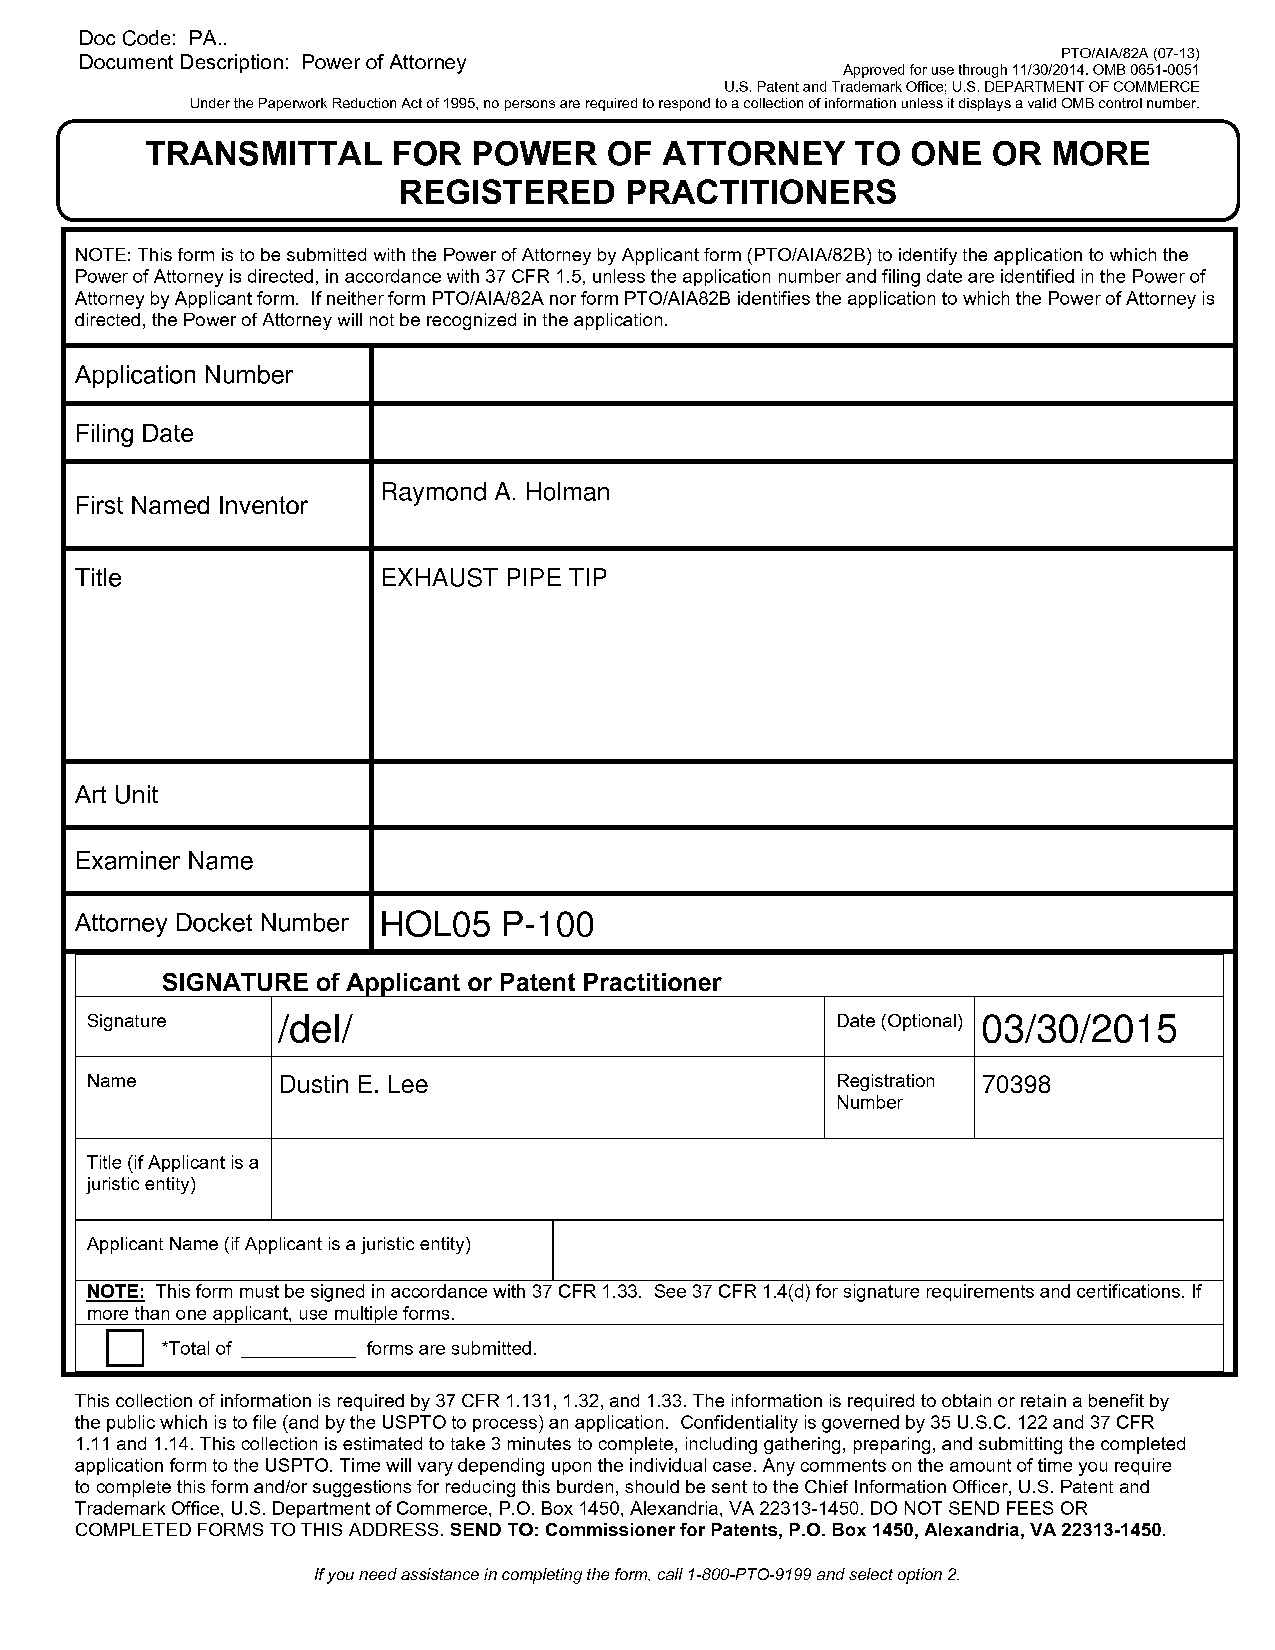 Doc Code: PA..
Document Description: Power of Attorney
PTO/AIA/82A (07-13)
Approved for use through 11/30/2014. OMB 0651-0051
U.S. Patent and Trademark Office; U.S. DEPARTMENT OF COMMERCE
Under the Paperwork Reduction Act of 1995, no persons are required to respond to a collection of information unless it displays a valid OMB control number.
TRANSMITTAL FOR POWER OF ATTORNEY TO ONE OR MORE
REGISTERED PRACTITIONERS
NOTE: This form is to be submitted with the Power of Attorney by Applicant form (PTO/AIA/82B) to identify the application to which the
Power of Attorney is directed, in accordance with 37 CFR 1.5, unless the application number and filing date are identified in the Power of
Attorney by Applicant form. If neither form PTO/AIA/82A nor form PTO/AIA82B identifies the application to which the Power of Attorney is
directed, the Power of Attorney will not be recognized in the application.
Application Number
Filing Date
First Named Inventor Raymond A. Holman
Title EXHAUST PIPE TIP
Art Unit
Examiner Name
Attorney Docket Number HOL05 P-100
SIGNATURE of Applicant or Patent Practitioner
Signature /del/ Date (Optional) 03/30/2015
Name Dustin E. Lee Registration 70398
Number
Title (if Applicant is a
juristic entity)
Applicant Name (if Applicant is a juristic entity)
NOTE: This form must be signed in accordance with 37 CFR 1.33. See 37 CFR 1.4(d) for signature requirements and certifications. If
more than one applicant, use multiple forms.
*Total of ___________ forms are submitted.
This collection of information is required by 37 CFR 1.131, 1.32, and 1.33. The information is required to obtain or retain a benefit by
the public which is to file (and by the USPTO to process) an application. Confidentiality is governed by 35 U.S.C. 122 and 37 CFR
1.11 and 1.14. This collection is estimated to take 3 minutes to complete, including gathering, preparing, and submitting the completed
application form to the USPTO. Time will vary depending upon the individual case. Any comments on the amount of time you require
to complete this form and/or suggestions for reducing this burden, should be sent to the Chief Information Officer, U.S. Patent and
Trademark Office, U.S. Department of Commerce, P.O. Box 1450, Alexandria, VA 22313-1450. DO NOT SEND FEES OR
COMPLETED FORMS TO THIS ADDRESS. SEND TO: Commissioner for Patents, P.O. Box 1450, Alexandria, VA 22313-1450.
If you need assistance in completing the form, call 1-800-PTO-9199 and select option 2.